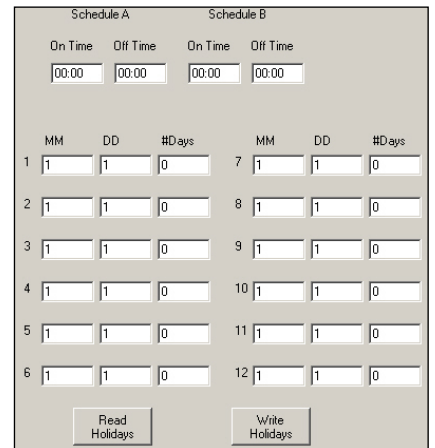 Schedule A Schedule B
On Time Off Time On Time Off Time
00:00 00:00 00:00 00:00
MM DD #Days MM DD #Days
1 1 1 0 7 1 1 0
2 1 1 0 8 1 1 0
3 1 1 0 9 1 1 0
4 1 1 0 10 1 1 0
5 1 1 0 11 1 1 0
6 1 1 0 12 1 1 0
Read Write
Holidays Holidays